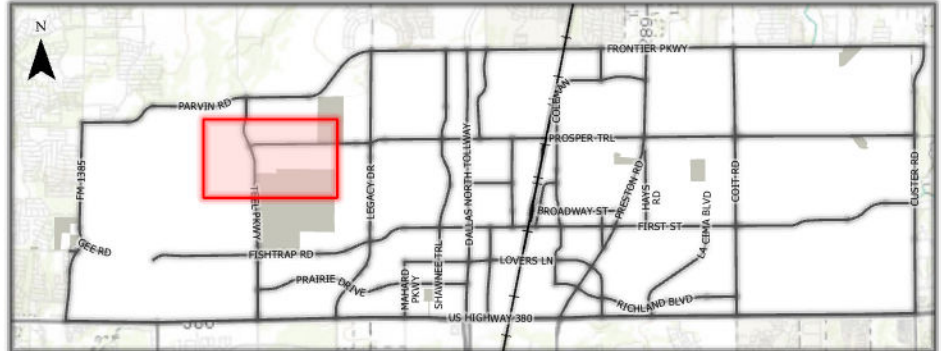 N
289
FRONTIER PKWY
PARVIN RD
COLEMAN
PROSPER-TRL
FM 1385
TEEL-PKWY
LEGACY DR
DALLAS NORTH TOLLWAY
PRESTON RD
HAYS
RD
COIT-RD
CUSTER RD
LA CIMA BLVD
BROADWAY-ST
FIRST-ST
GEE-RD
FISHTRAP RD
SHAWNEE-TRL
LOVERS LN
PRAIRIE DRIVE
MAHARD
PKWY
RICHLAND BLVD
US HIGHWAY 380
380